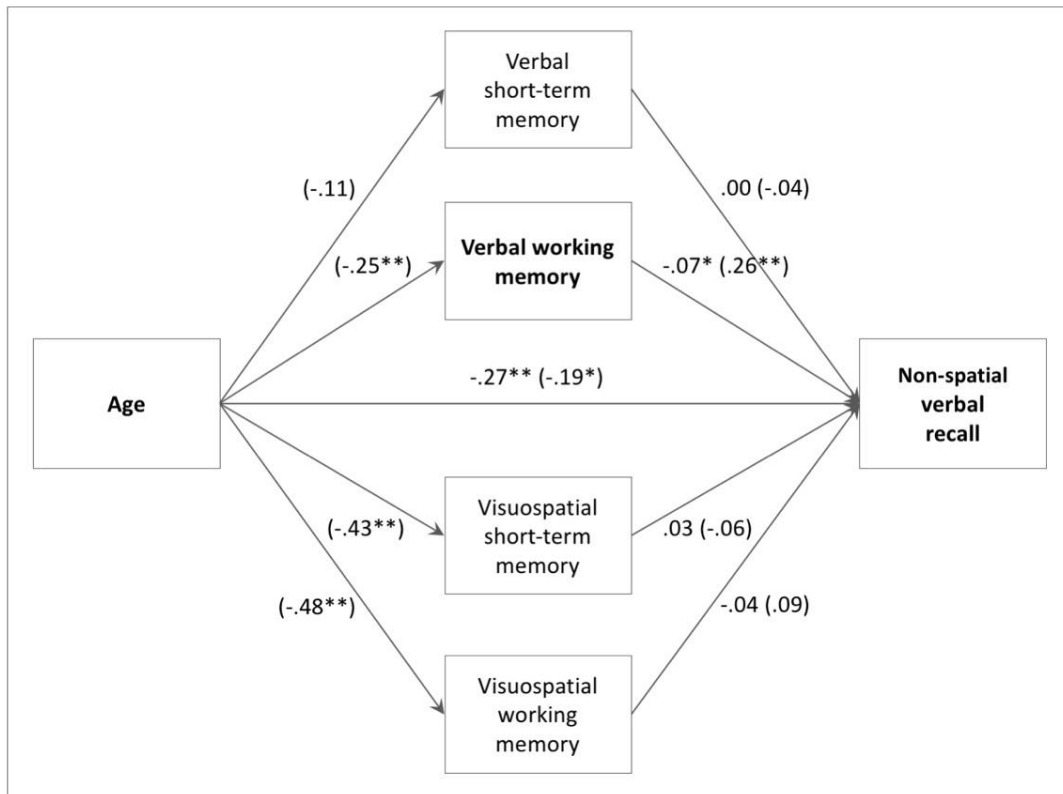 Verbal
short-term
memory
(-.11)
.00 (-.04)
Verbal working
memory
(-.25**)
-.07* (.26**)
Age
-.27** (-.19*)
Non-spatial
verbal
recall
Visuospatial
short-term
memory
(-.43**)
.03 (-.06)
(-.48**)
-.04 (.09)
Visuospatial
working
memory